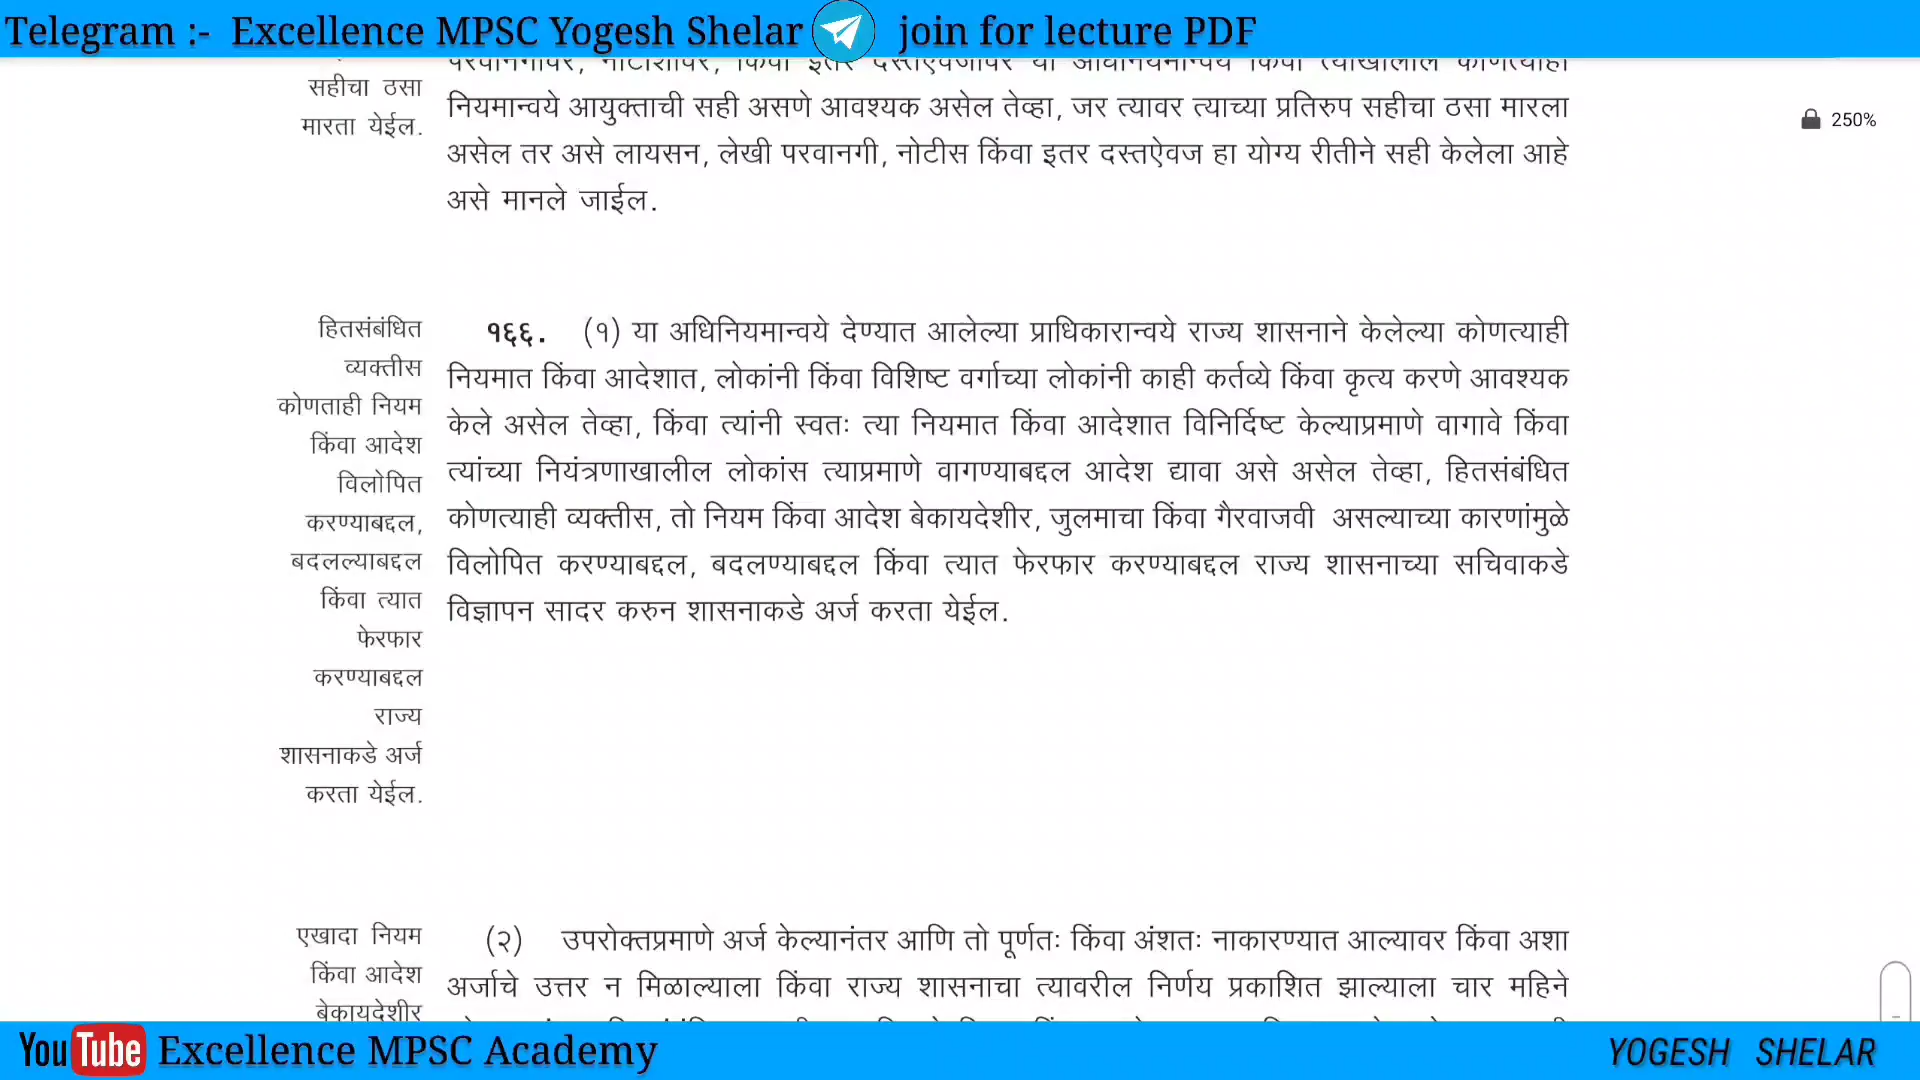 Telegram :- Excellence MPSC Yogesh Shelar join for lecture PDF
सहीचा ठसा
मारता येईल.
नियमान्वये आयुक्ताची सही असणे आवश्यक असेल तेव्हा, जर त्यावर त्याच्या प्रतिरुप सहीचा ठसा मारला
असेल तर असे लायसन, लेखी परवानगी, नोटीस किंवा इतर दस्तऐवज हा योग्य रीतीने सही केलेला आहे
असे मानले जाईल.
250%
हितसंबंधित
व्यक्तीस
कोणताही नियम
किंवा आदेश
विलोपित
करण्याबद्दल,
बदलल्याबद्दल
किंवा त्यात
फेरफार
करण्याबद्दल
राज्य
शासनाकडे अर्ज
करता येईल.
१६६. (१) या अधिनियमान्वये देण्यात आलेल्या प्राधिकारान्वये राज्य शासनाने केलेल्या कोणत्याही
नियमात किंवा आदेशात, लोकांनी किंवा विशिष्ट वर्गाच्या लोकांनी काही कर्तव्ये किंवा कृत्य करणे आवश्यक
केले असेल तेव्हा, किंवा त्यांनी स्वतः त्या नियमात किंवा आदेशात विनिर्दिष्ट केल्याप्रमाणे वागावे किंवा
त्यांच्या नियंत्रणाखालील लोकांस त्याप्रमाणे वागण्याबद्दल आदेश द्यावा असे असेल तेव्हा, हितसंबंधित
कोणत्याही व्यक्तीस, तो नियम किंवा आदेश बेकायदेशीर, जुलमाचा किंवा गैरवाजवी असल्याच्या कारणांमुळे
विलोपित करण्याबद्दल, बदलण्याबद्दल किंवा त्यात फेरफार करण्याबद्दल राज्य शासनाच्या सचिवाकडे
विज्ञापन सादर करुन शासनाकडे अर्ज करता येईल.
एखादा नियम
किंवा आदेश
बेकायदेशीर
(२) उपरोक्तप्रमाणे अर्ज केल्यानंतर आणि तो पूर्णतः किंवा अंशतः नाकारण्यात आल्यावर किंवा अशा
अर्जाचे उत्तर न मिळाल्याला किंवा राज्य शासनाचा त्यावरील निर्णय प्रकाशित झाल्याला चार महिने
YouTube Excellence MPSC Academy
YOGESH SHELAR